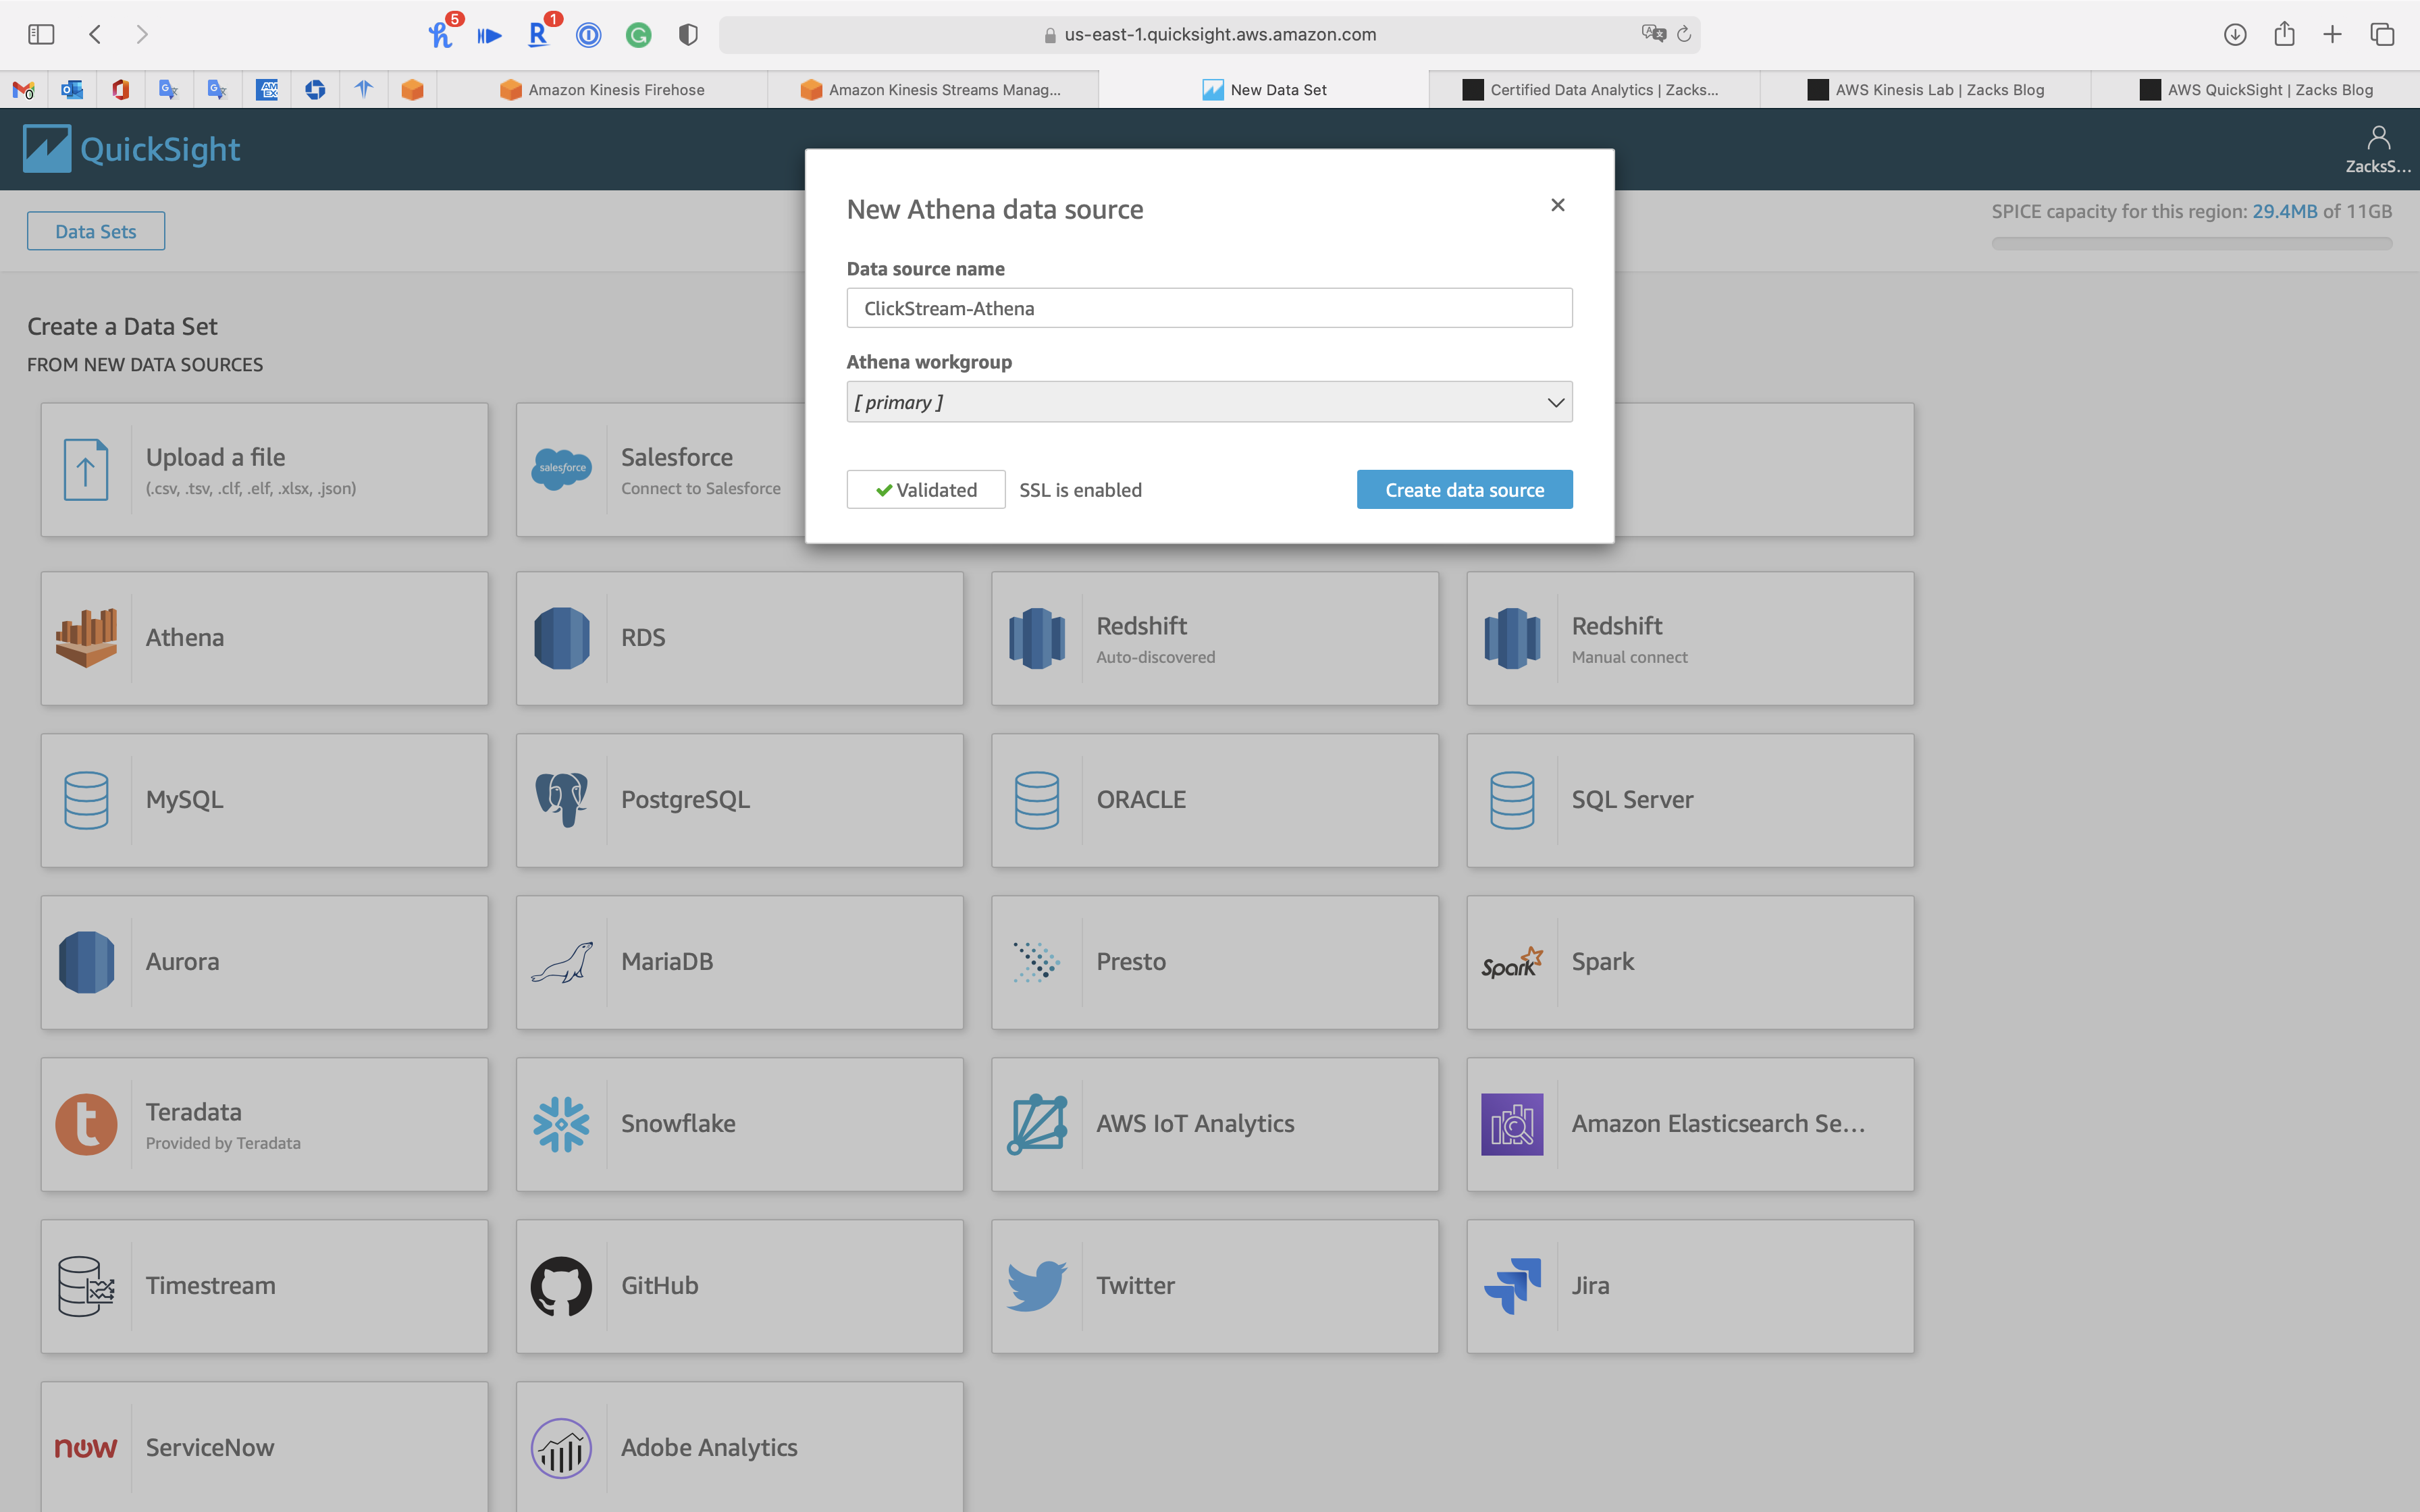 5
1
us-east-1.quicksight.aws.amazon.com
Amazon Kinesis Firehose
Amazon Kinesis Streams Manag...
New Data Set
Certified Data Analytics | Zacks...
AWS Kinesis Lab | Zacks Blog
AWS QuickSight | Zacks Blog
QuickSight
ZacksS...
Data Sets
SPICE capacity for this region: 29.4MB of 11GB
New Athena data source
Data source name
ClickStream-Athena
Athena workgroup
[ primary ]
Validated
SSL is enabled
Create data source
Create a Data Set
FROM NEW DATA SOURCES
Upload a file
(.csv, .tsv, .clf, .elf, .xlsx, .json)
salesforce
Salesforce
Connect to Salesforce
Athena
RDS
Redshift
Auto-discovered
Redshift
Manual connect
MySQL
PostgreSQL
ORACLE
SQL Server
Aurora
MariaDB
Presto
Spark
Spark
t
Teradata
Provided by Teradata
Snowflake
AWS IoT Analytics
Amazon Elasticsearch Se...
Timestream
GitHub
Twitter
Jira
now
ServiceNow
Adobe Analytics